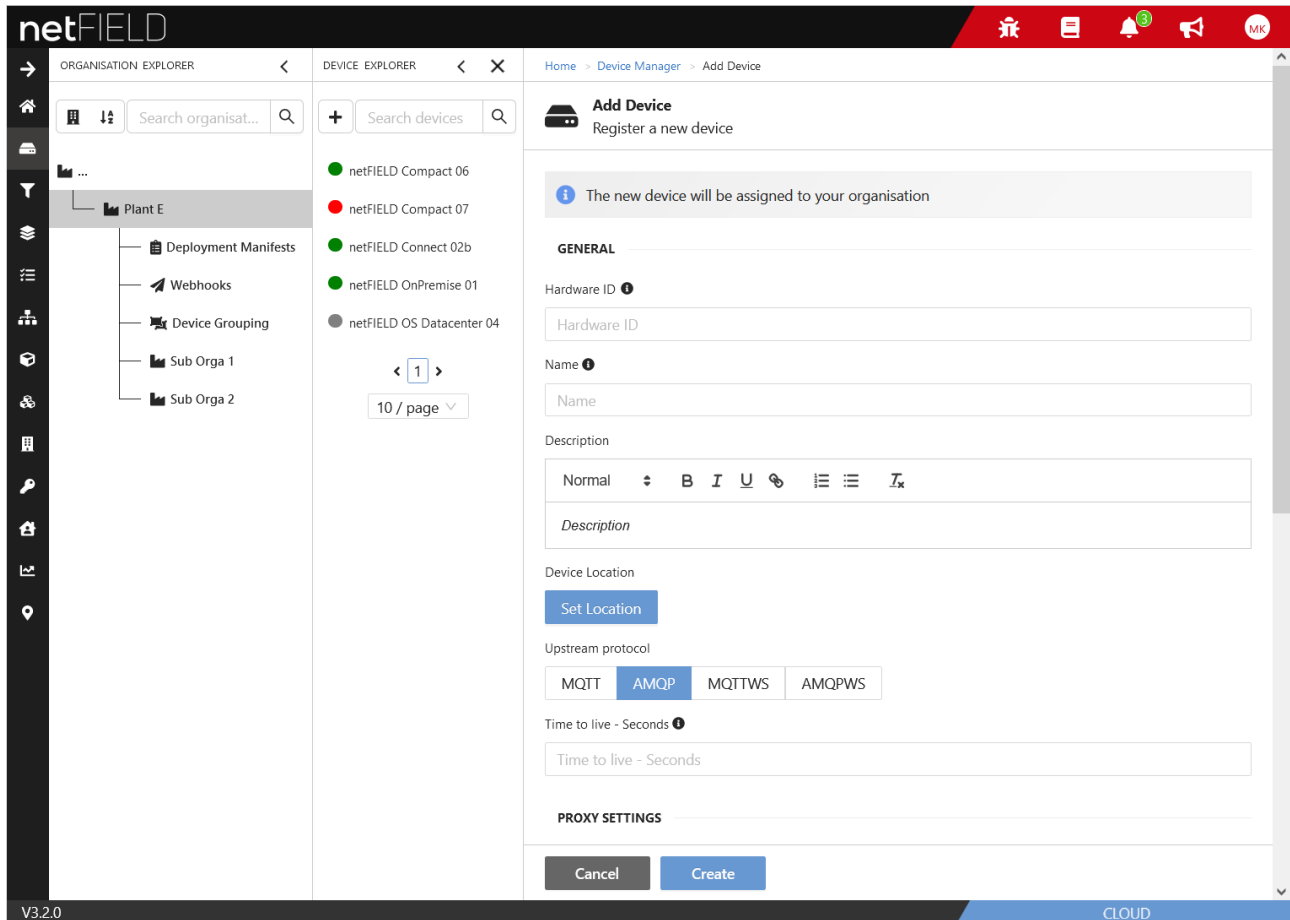 netFIELD
3
MK
ORGANISATION EXPLORER
Search organisat...
...
Plant E
Deployment Manifests
Webhooks
Device Grouping
Sub Orga 1
Sub Orga 2
DEVICE EXPLORER
Search devices
netFIELD Compact 06
netFIELD Compact 07
netFIELD Connect 02b
netFIELD OnPremise 01
netFIELD OS Datacenter 04
1
10 / page
Home > Device Manager > Add Device
Add Device
Register a new device
The new device will be assigned to your organisation
GENERAL
Hardware ID
Hardware ID
Name
Name
Description
Normal B I U
Description
Device Location
Set Location
Upstream protocol
MQTT AMQP MQTTWS AMQPWS
Time to live - Seconds
Time to live - Seconds
PROXY SETTINGS
Cancel Create
V3.2.0
CLOUD